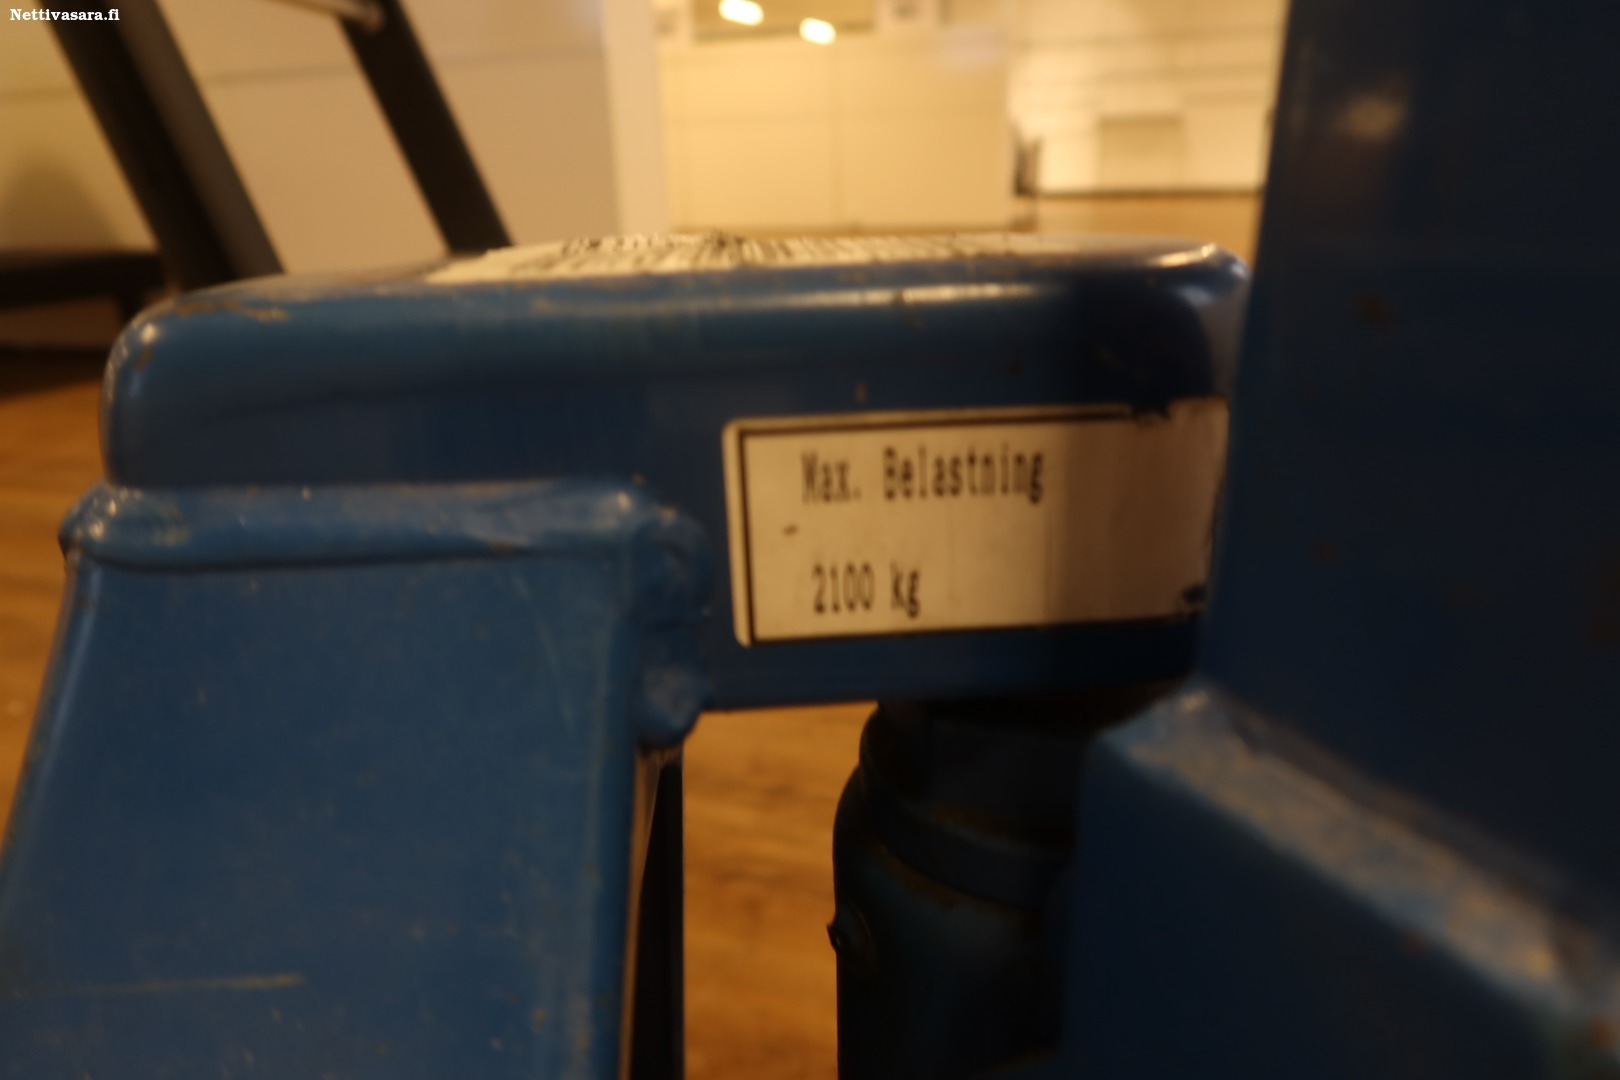 Nettivasara.fi
Max. Belastning
2100 kg